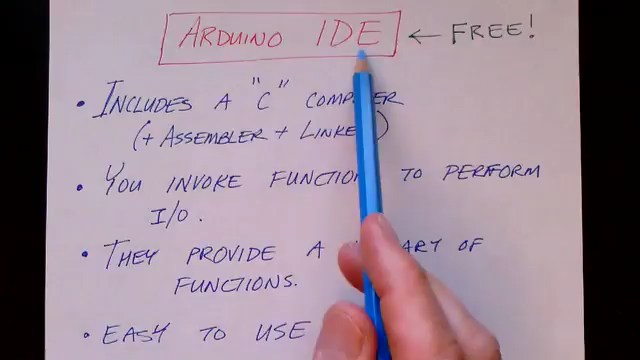 ARDUINO IDE ← FREE!
• INCLUDES A "C"
(+ ASSEMBLER +
• YOU INVOKE TO PERFORM
I/O.
• THEY PROVIDE A OF
FUNCTIONS.
• EASY TO USE